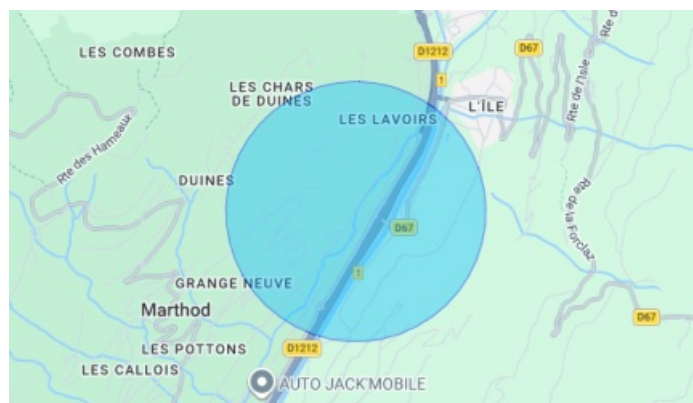 LES COMBES
D1212
D67
1
Rte de l'Isle
Rte d
LES CHARS
DE DUINES
LES LAVOIRS
L'ÎLE
Rte des Hameaux
DUINES
D67
Rte de la Forclaz
1
GRANGE NEUVE
Marthod
D67
LES POTTONS
D1212
LES CALLOIS
AUTO JACK'MOBILE